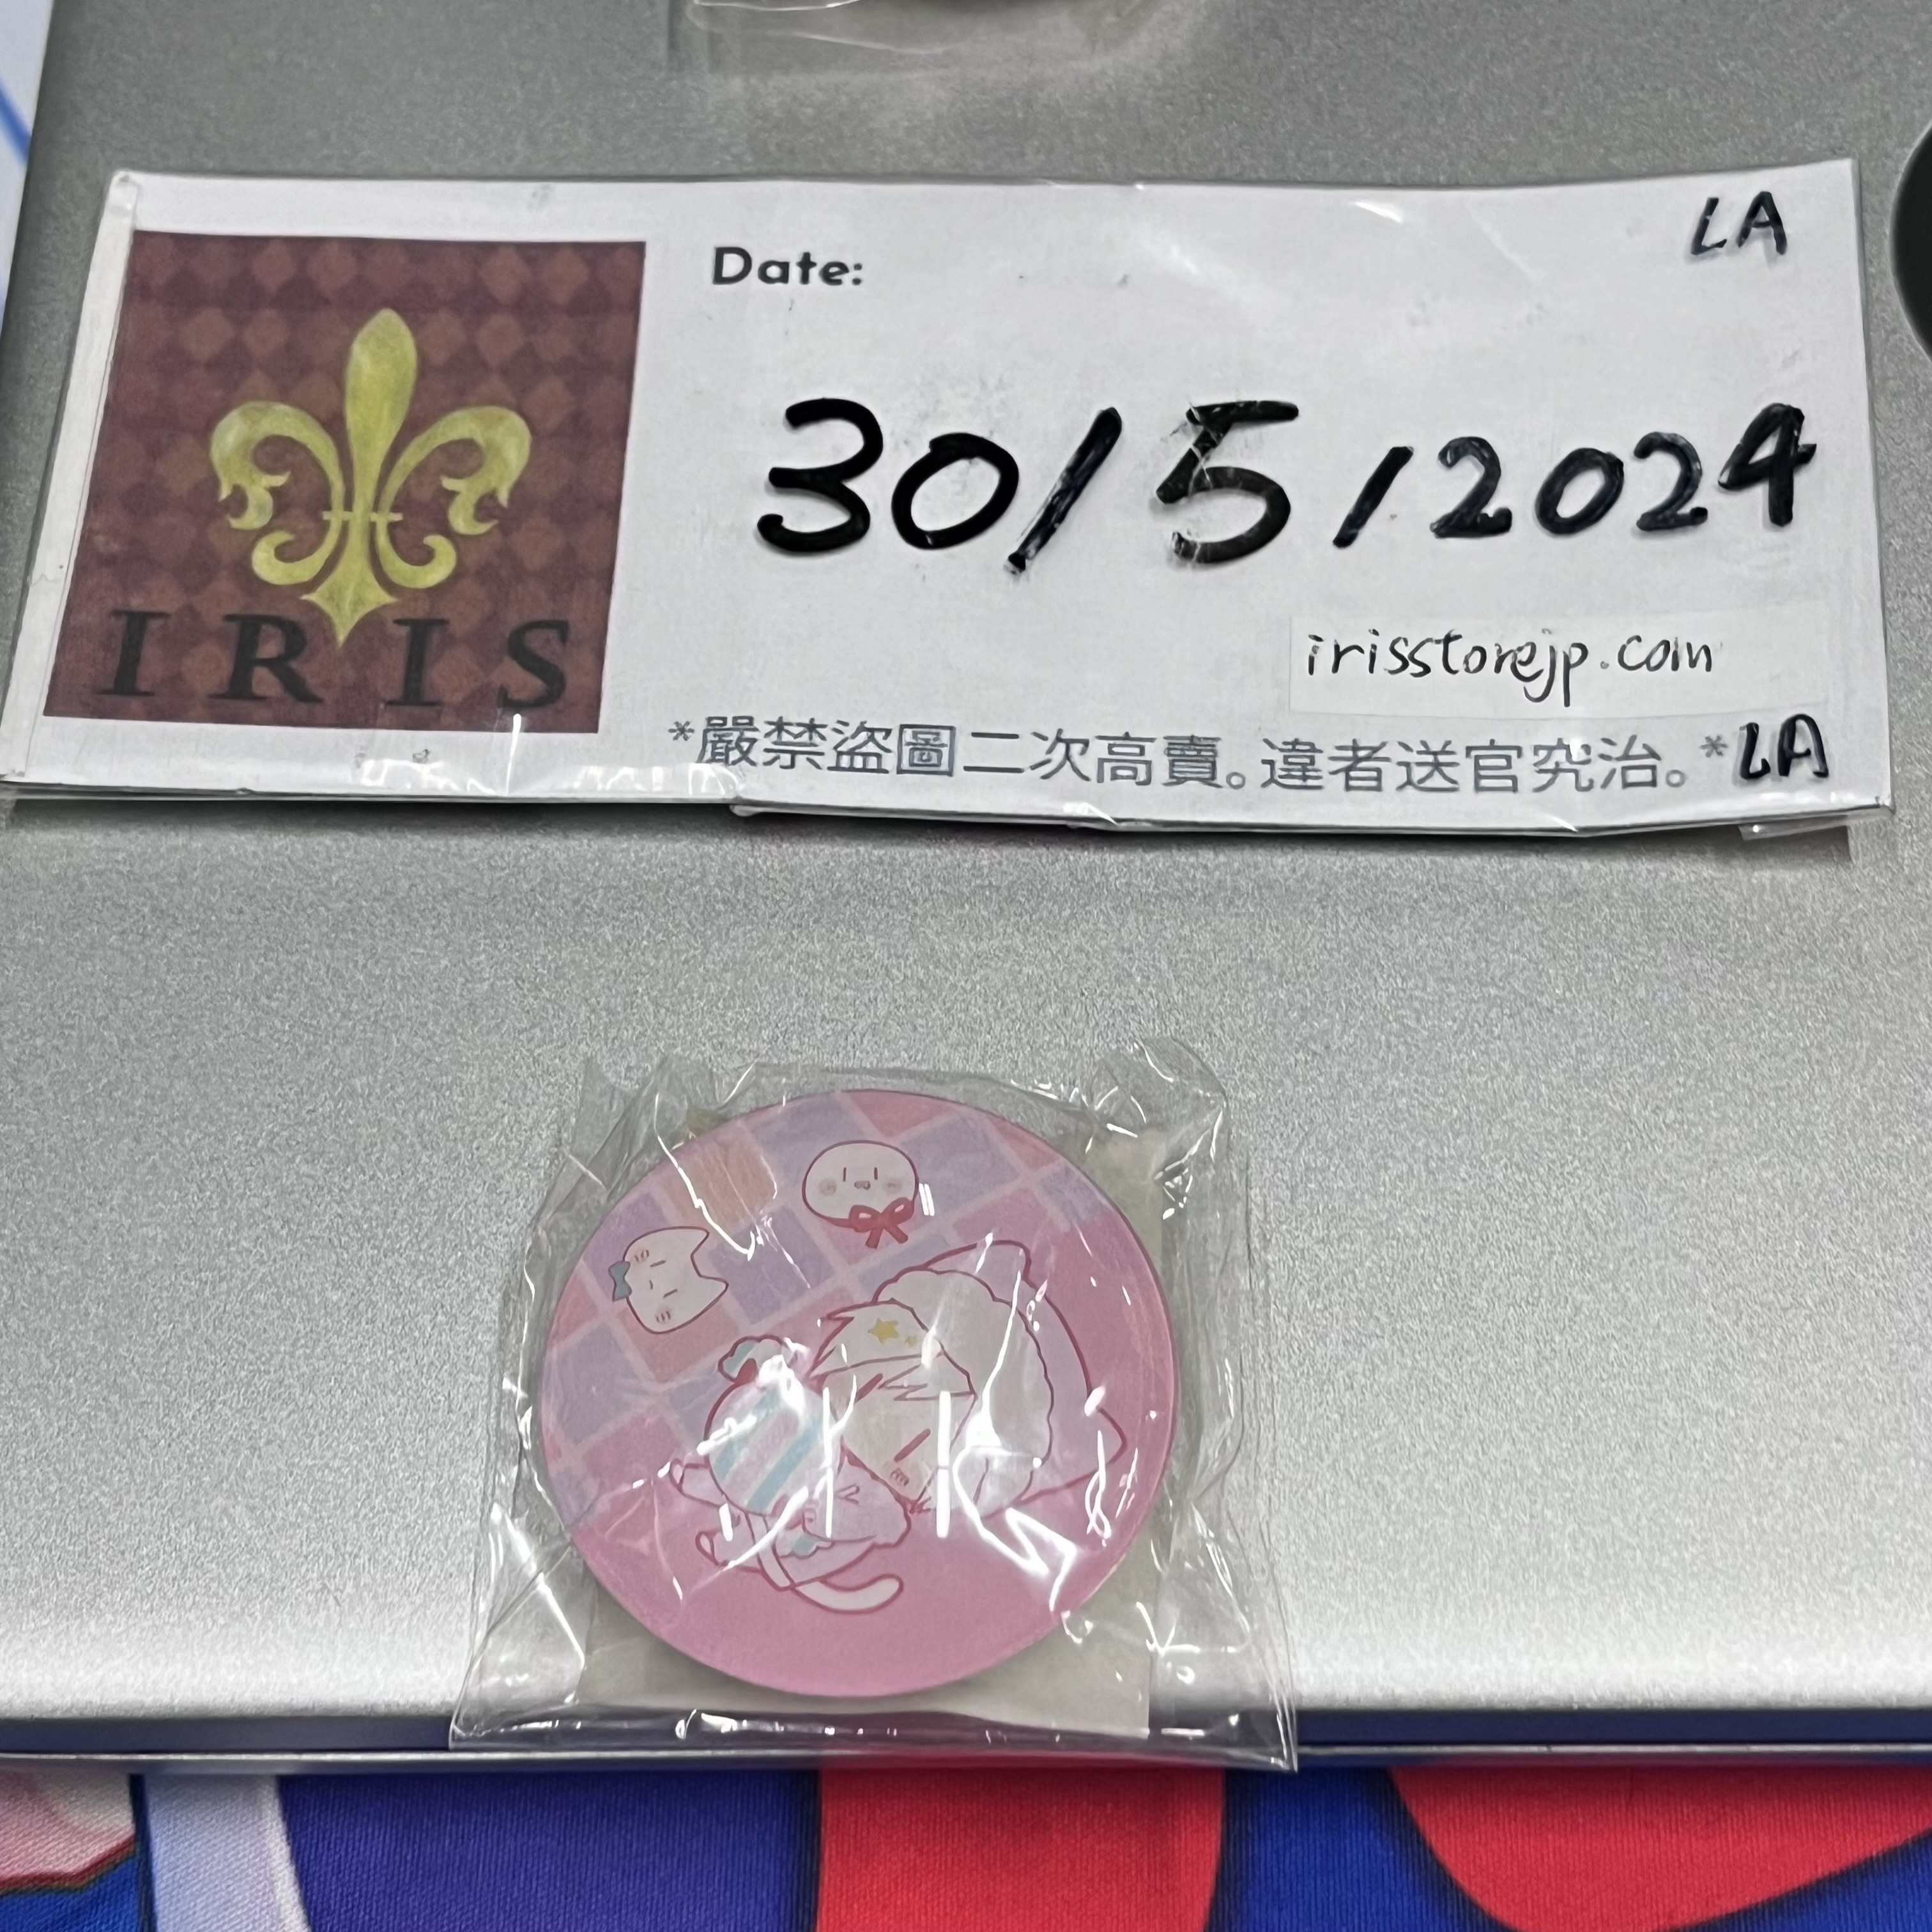 LA
Date:
30/5/2024
IRIS
irisstorejp.com
*嚴禁盜圖二次高賣。違者送官究治。*LA